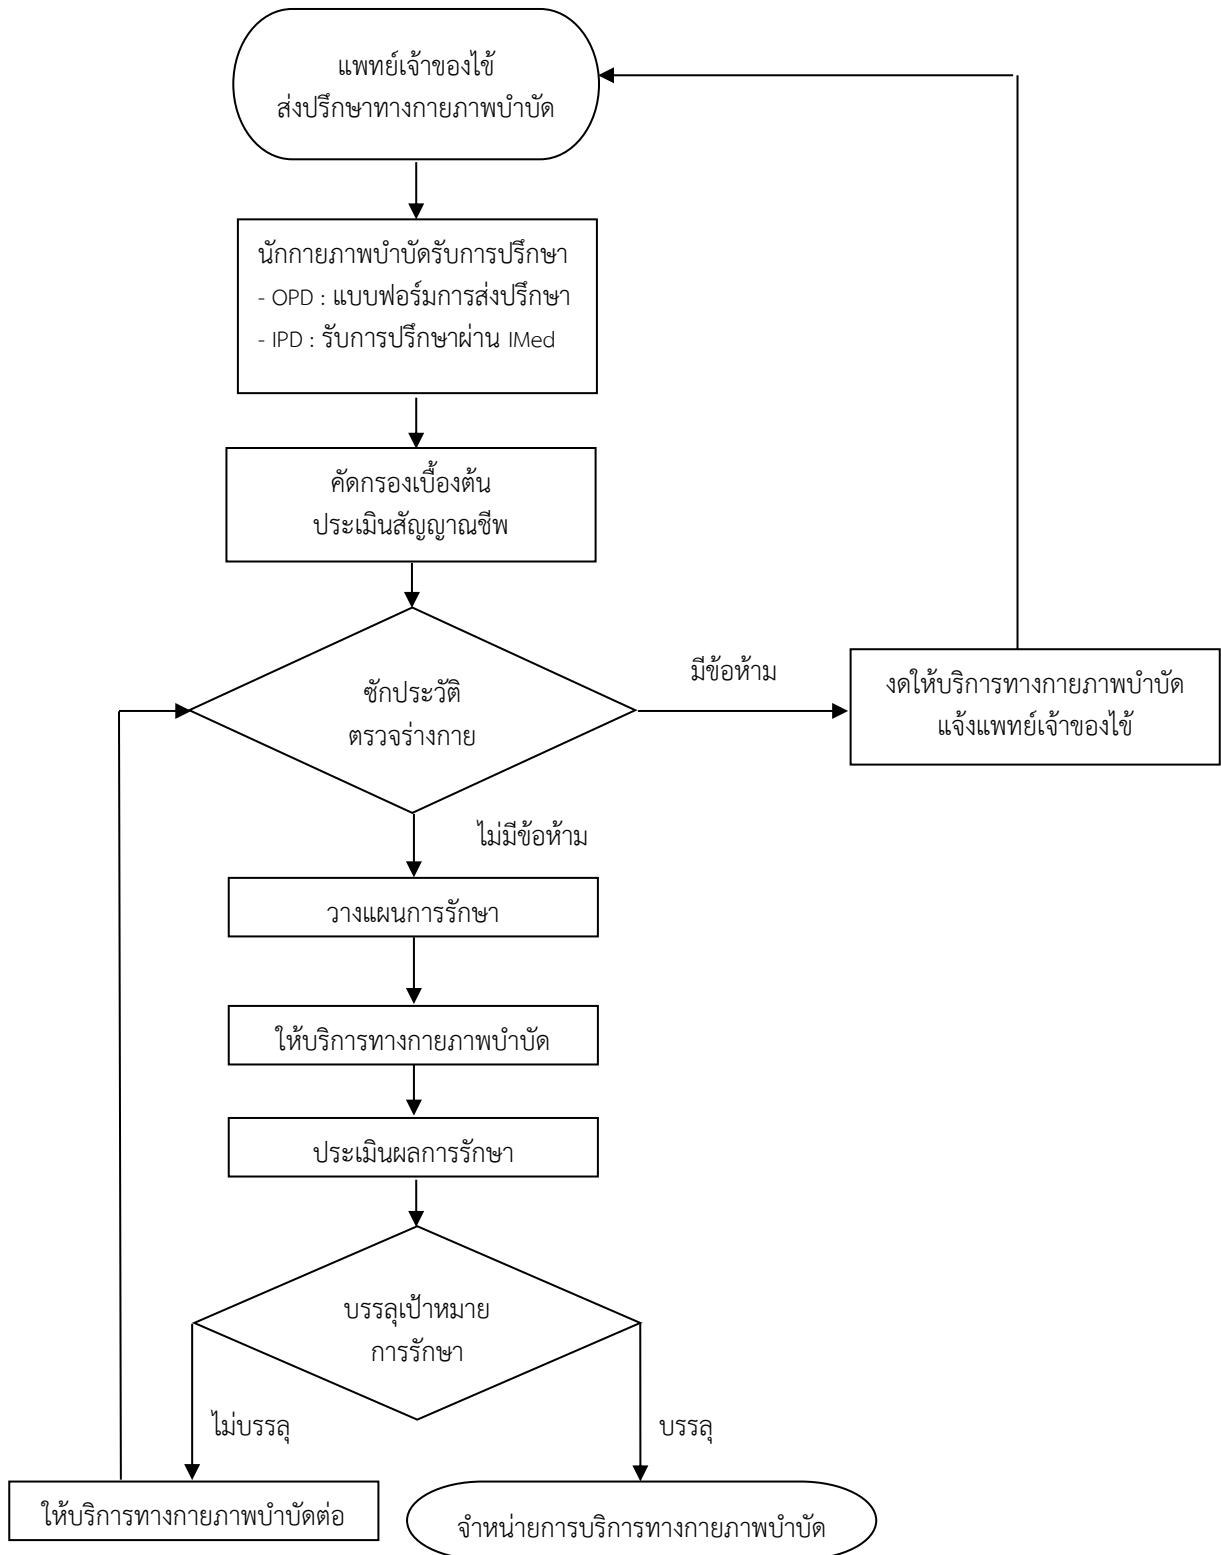 แพทย์เจ้าของไข้
ส่งปรึกษาทางกายภาพบำบัด
นักกายภาพบำบัดรับการปรึกษา
- OPD : แบบฟอร์มการส่งปรึกษา
- IPD : รับการปรึกษาผ่าน IMed
คัดกรองเบื้องต้น
ประเมินสัญญาณชีพ
ซักประวัติ
ตรวจร่างกาย
มีข้อห้าม
งดให้บริการทางกายภาพบำบัด
แจ้งแพทย์เจ้าของไข้
ไม่มีข้อห้าม
วางแผนการรักษา
ให้บริการทางกายภาพบำบัด
ประเมินผลการรักษา
บรรลุเป้าหมาย
การรักษา
ไม่บรรลุ
บรรลุ
ให้บริการทางกายภาพบำบัดต่อ
จำหน่ายการบริการทางกายภาพบำบัด